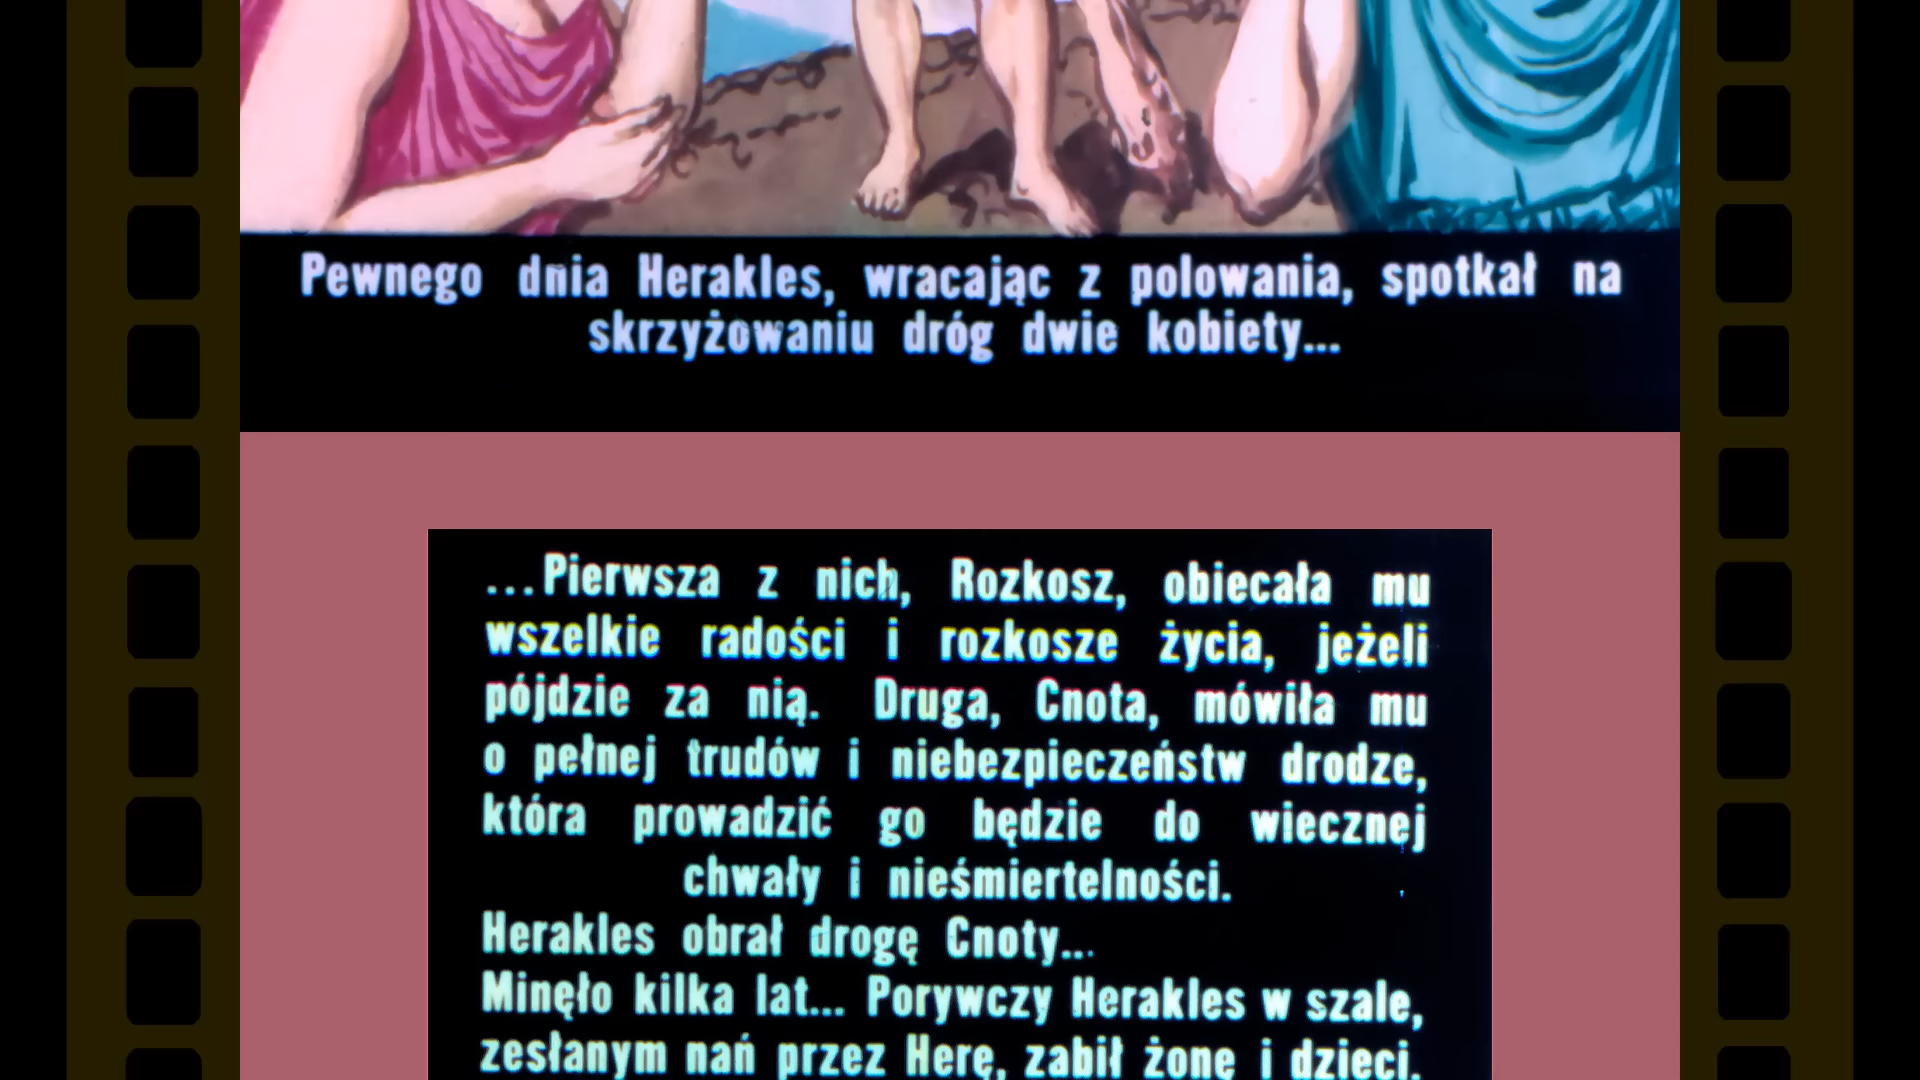 Pewnego dnia Herakles, wracając z polowania, spotkał na
skrzyżowaniu dróg dwie kobiety...
...Pierwsza z nich, Rozkosz, obiecała mu
wszelkie radości i rozkosze życia, jeżeli
pójdzie za nią. Druga, Cnota, mówiła mu
o pełnej trudów i niebezpieczeństw drodze,
która prowadzić go będzie do wiecznej
chwały i nieśmiertelności.
Herakles obrał drogę Cnoty...
Minęło kilka lat... Porywczy Herakles w szale,
zesłanym nań przez Herę, zabił żonę i dzieci.